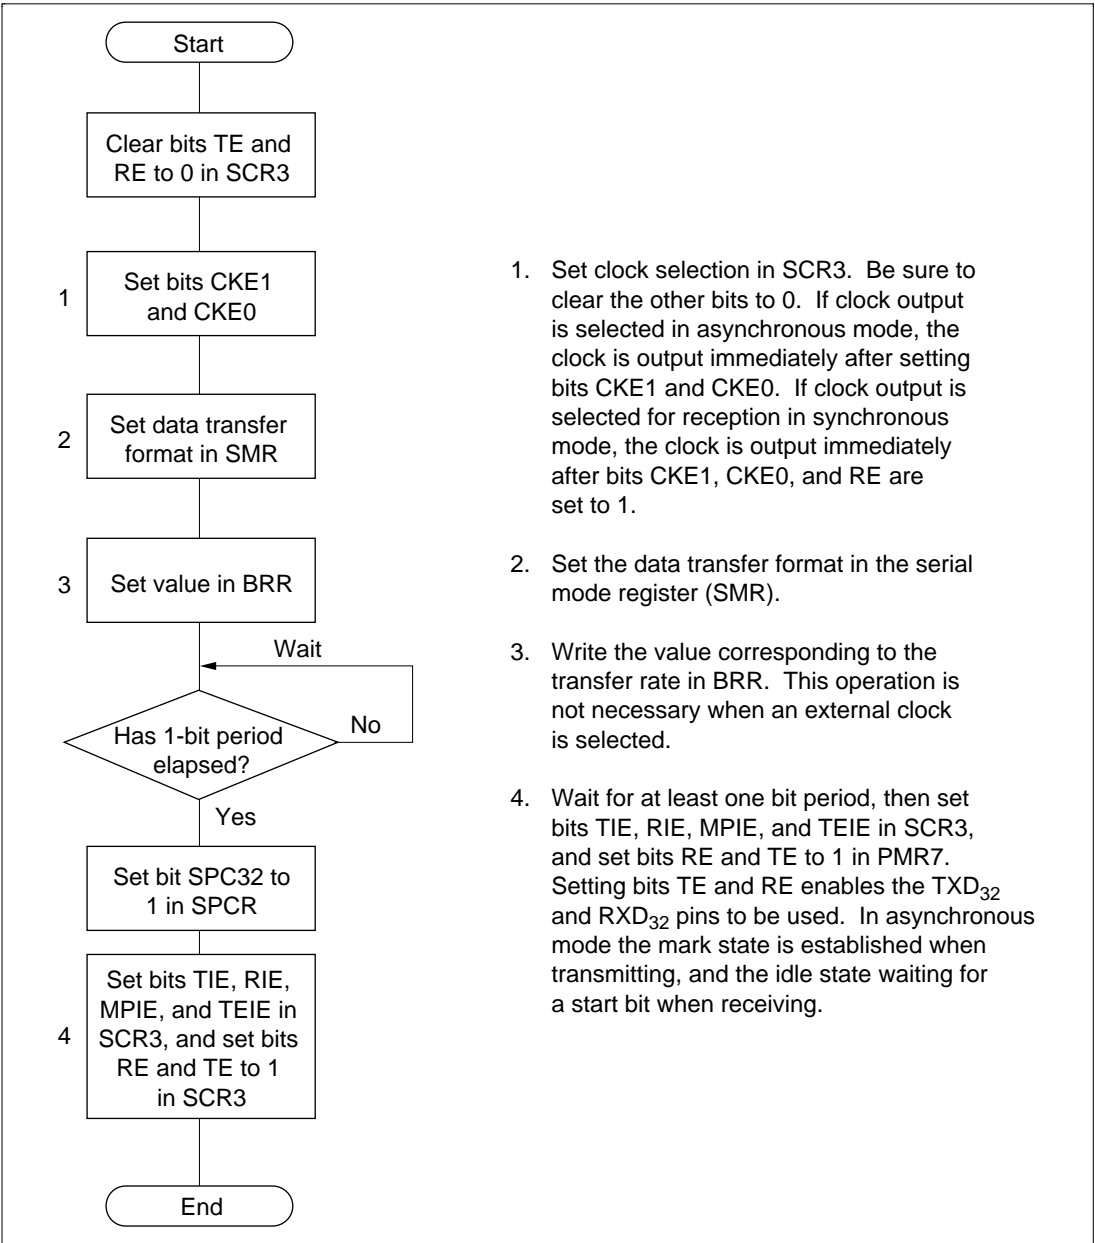 Start
Clear bits TE and
RE to 0 in SCR3
1
Set bits CKE1
and CKE0
2
Set data transfer
format in SMR
3
Set value in BRR
Wait
Has 1-bit period
elapsed?
No
Yes
Set bit SPC32 to
1 in SPCR
4
Set bits TIE, RIE,
MPIE, and TEIE in
SCR3, and set bits
RE and TE to 1
in SCR3
End
1. Set clock selection in SCR3. Be sure to
clear the other bits to 0. If clock output
is selected in asynchronous mode, the
clock is output immediately after setting
bits CKE1 and CKE0. If clock output is
selected for reception in synchronous
mode, the clock is output immediately
after bits CKE1, CKE0, and RE are
set to 1.
2. Set the data transfer format in the serial
mode register (SMR).
3. Write the value corresponding to the
transfer rate in BRR. This operation is
not necessary when an external clock
is selected.
4. Wait for at least one bit period, then set
bits TIE, RIE, MPIE, and TEIE in SCR3,
and set bits RE and TE to 1 in PMR7.
Setting bits TE and RE enables the TXD32
and RXD32 pins to be used. In asynchronous
mode the mark state is established when
transmitting, and the idle state waiting for
a start bit when receiving.